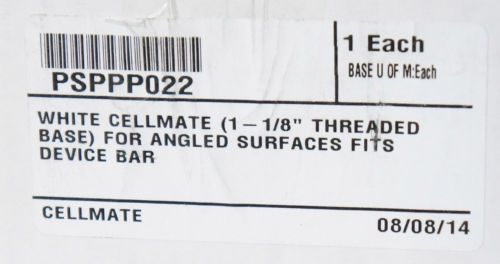 1 Each
BASE U OF M:Each
PSPPP022
WHITE CELLMATE (1-1/8" THREADED
BASE) FOR ANGLED SURFACES FITS
DEVICE BAR
CELLMATE
08/08/14